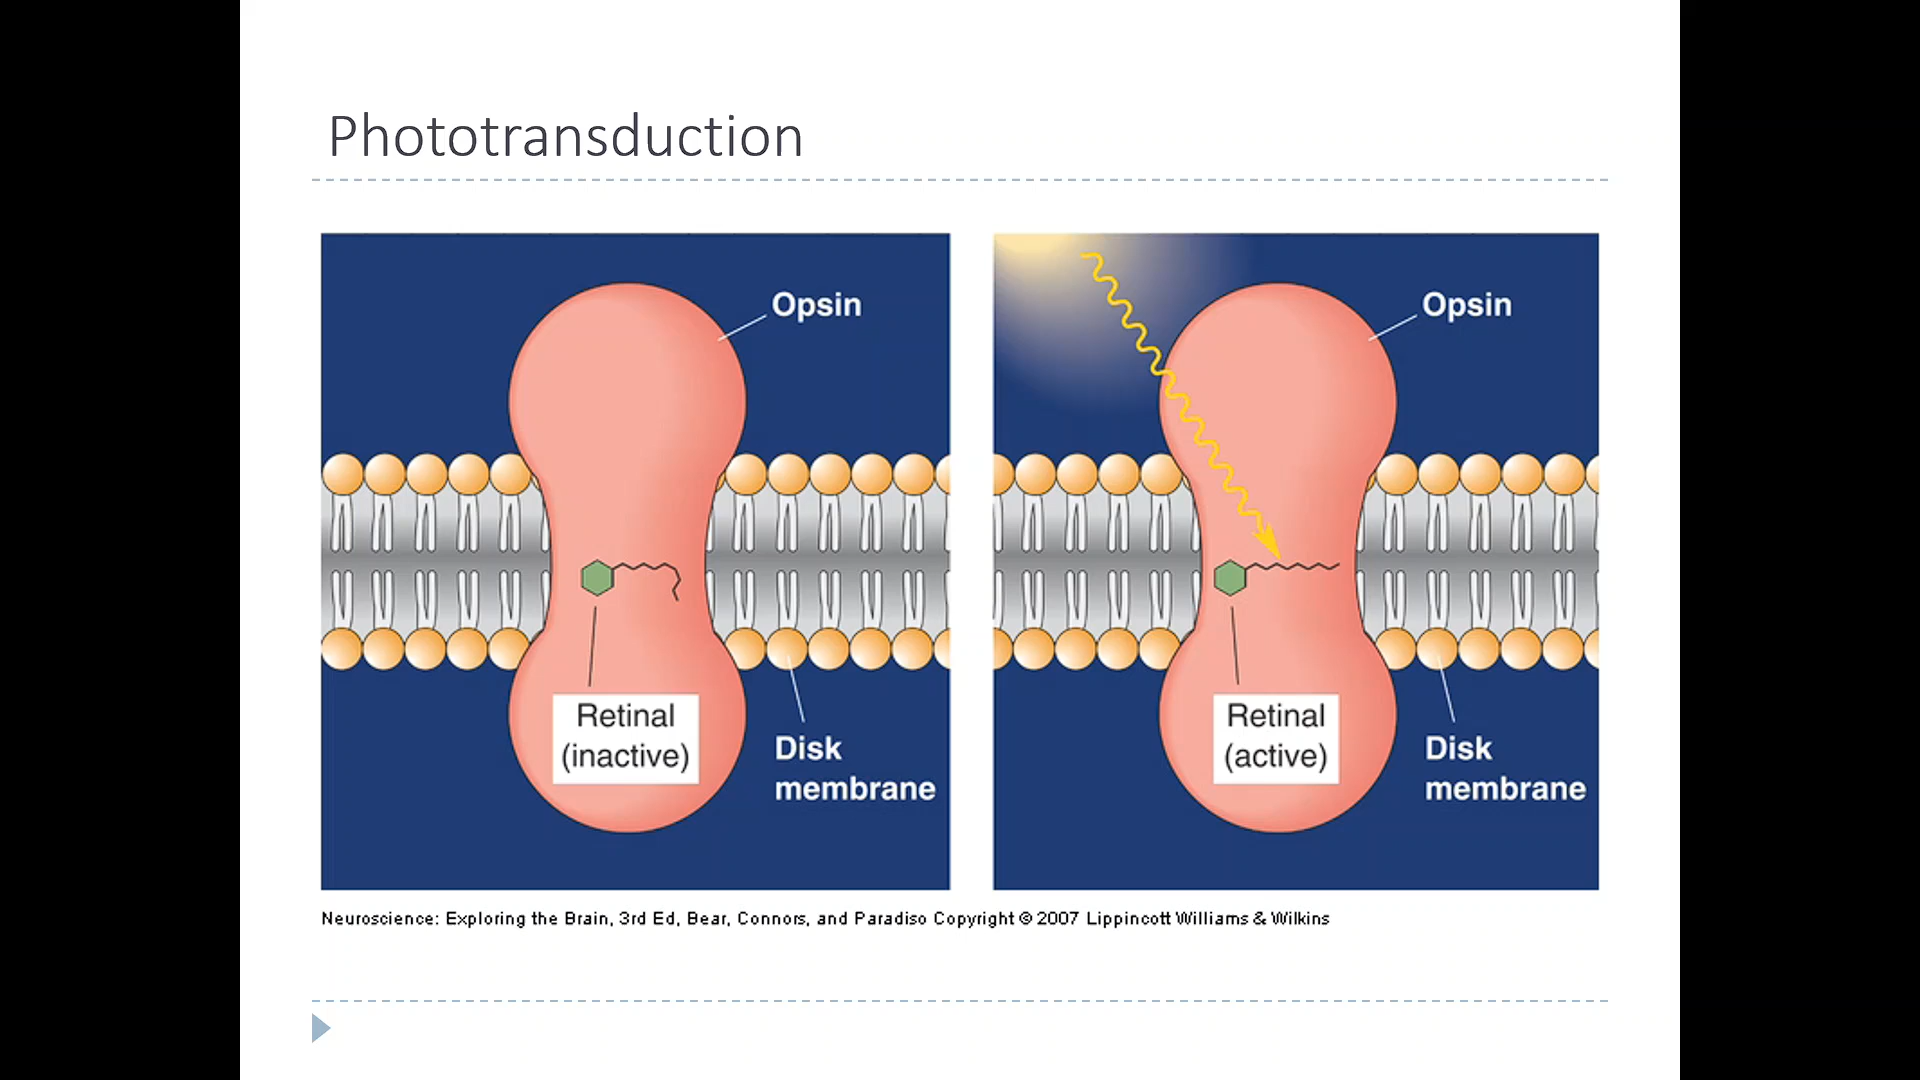 Phototransduction
Opsin
Retinal
(inactive)
Disk
membrane
Opsin
Retinal
(active)
Disk
membrane
Neuroscience: Exploring the Brain, 3rd Ed, Bear, Connors, and Paradiso Copyright © 2007 Lippincott Williams & Wilkins